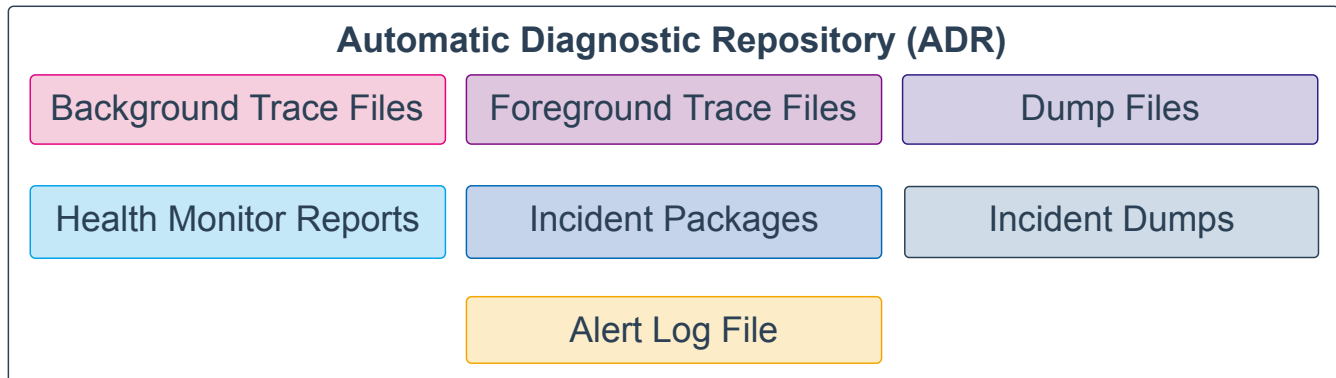 Automatic Diagnostic Repository (ADR)
Background Trace Files
Foreground Trace Files
Dump Files
Health Monitor Reports
Incident Packages
Incident Dumps
Alert Log File